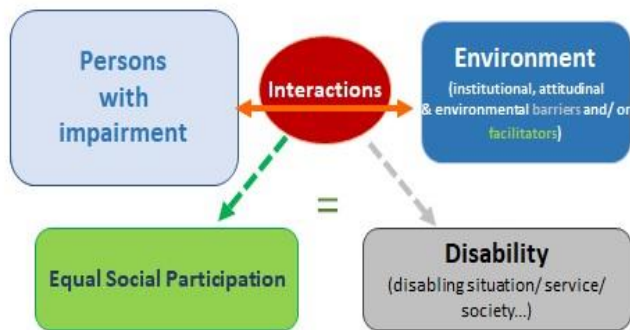 Persons
with
impairment
Interactions
Environment
(institutional, attitudinal
& environmental barriers and/ or
facilitators)
=
Equal Social Participation
Disability
(disabling situation/ service/
society...)